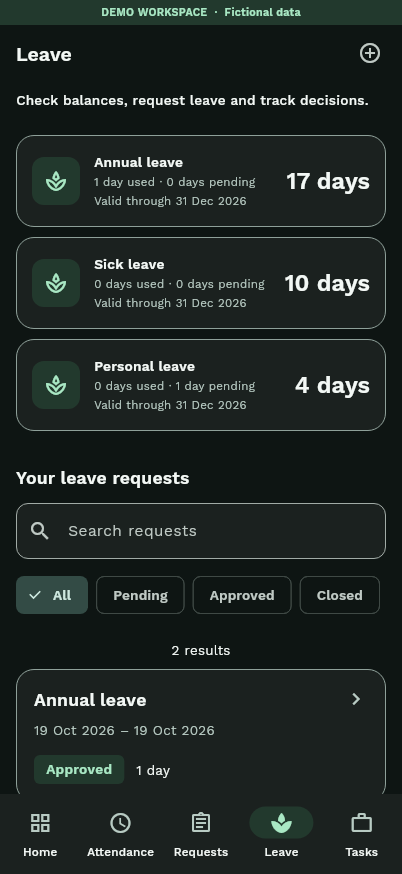 DEMO WORKSPACE · Fictional data
Leave
Check balances, request leave and track decisions.
Annual leave
1 day used · 0 days pending
Valid through 31 Dec 2026
17 days
Sick leave
0 days used · 0 days pending
Valid through 31 Dec 2026
10 days
Personal leave
0 days used · 1 day pending
Valid through 31 Dec 2026
4 days
Your leave requests
Search requests
All Pending Approved Closed
2 results
Annual leave
19 Oct 2026 – 19 Oct 2026
Approved 1 day
Home Attendance Requests Leave Tasks